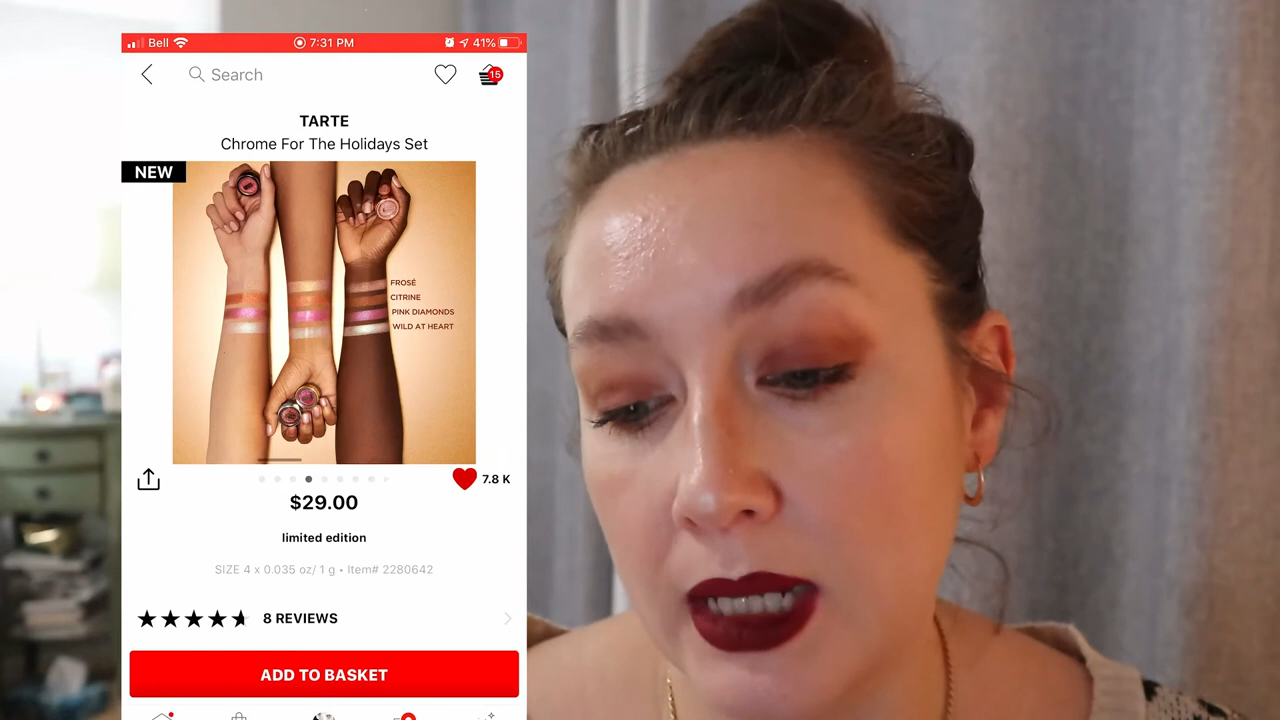 Bell
7:31 PM
41%
Search
15
TARTE
Chrome For The Holidays Set
NEW
FROSÉ
CITRINE
PINK DIAMONDS
WILD AT HEART
7.8 K
$29.00
limited edition
SIZE 4 x 0.035 oz/ 1 g • Item# 2280642
8 REVIEWS
ADD TO BASKET